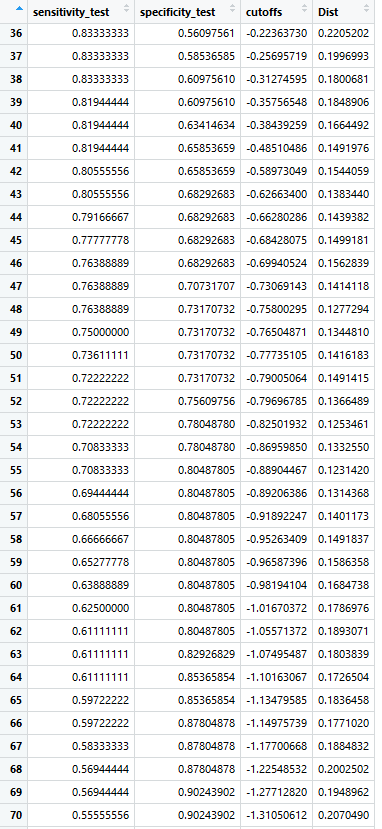 sensitivity_test specificity_test cutoffs Dist
36 0.83333333 0.56097561 -0.22363730 0.2205202
37 0.83333333 0.58536585 -0.25695719 0.1996993
38 0.83333333 0.60975610 -0.31274595 0.1800681
39 0.81944444 0.60975610 -0.35756548 0.1848906
40 0.81944444 0.63414634 -0.38439259 0.1664492
41 0.81944444 0.65853659 -0.48510486 0.1491976
42 0.80555556 0.65853659 -0.58973049 0.1544059
43 0.80555556 0.68292683 -0.62663400 0.1383440
44 0.79166667 0.68292683 -0.66280286 0.1439382
45 0.77777778 0.68292683 -0.68428075 0.1499181
46 0.76388889 0.68292683 -0.69940524 0.1562839
47 0.76388889 0.70731707 -0.73069143 0.1414118
48 0.76388889 0.73170732 -0.75800295 0.1277294
49 0.75000000 0.73170732 -0.76504871 0.1344810
50 0.73611111 0.73170732 -0.77735105 0.1416183
51 0.72222222 0.73170732 -0.79005064 0.1491415
52 0.72222222 0.75609756 -0.79696785 0.1366489
53 0.72222222 0.78048780 -0.82501932 0.1253461
54 0.70833333 0.78048780 -0.86959850 0.1332550
55 0.70833333 0.80487805 -0.88904467 0.1231420
56 0.69444444 0.80487805 -0.89206386 0.1314368
57 0.68055556 0.80487805 -0.91892247 0.1401173
58 0.66666667 0.80487805 -0.95263409 0.1491837
59 0.65277778 0.80487805 -0.96587396 0.1586358
60 0.63888889 0.80487805 -0.98194104 0.1684738
61 0.62500000 0.80487805 -1.01670372 0.1786976
62 0.61111111 0.80487805 -1.05571372 0.1893071
63 0.61111111 0.82926829 -1.07495487 0.1803839
64 0.61111111 0.85365854 -1.10163067 0.1726504
65 0.59722222 0.85365854 -1.13479585 0.1836458
66 0.59722222 0.87804878 -1.14975739 0.1771020
67 0.58333333 0.87804878 -1.17700668 0.1884832
68 0.56944444 0.87804878 -1.22548532 0.2002502
69 0.56944444 0.90243902 -1.27712820 0.1948962
70 0.55555556 0.90243902 -1.31050612 0.2070490